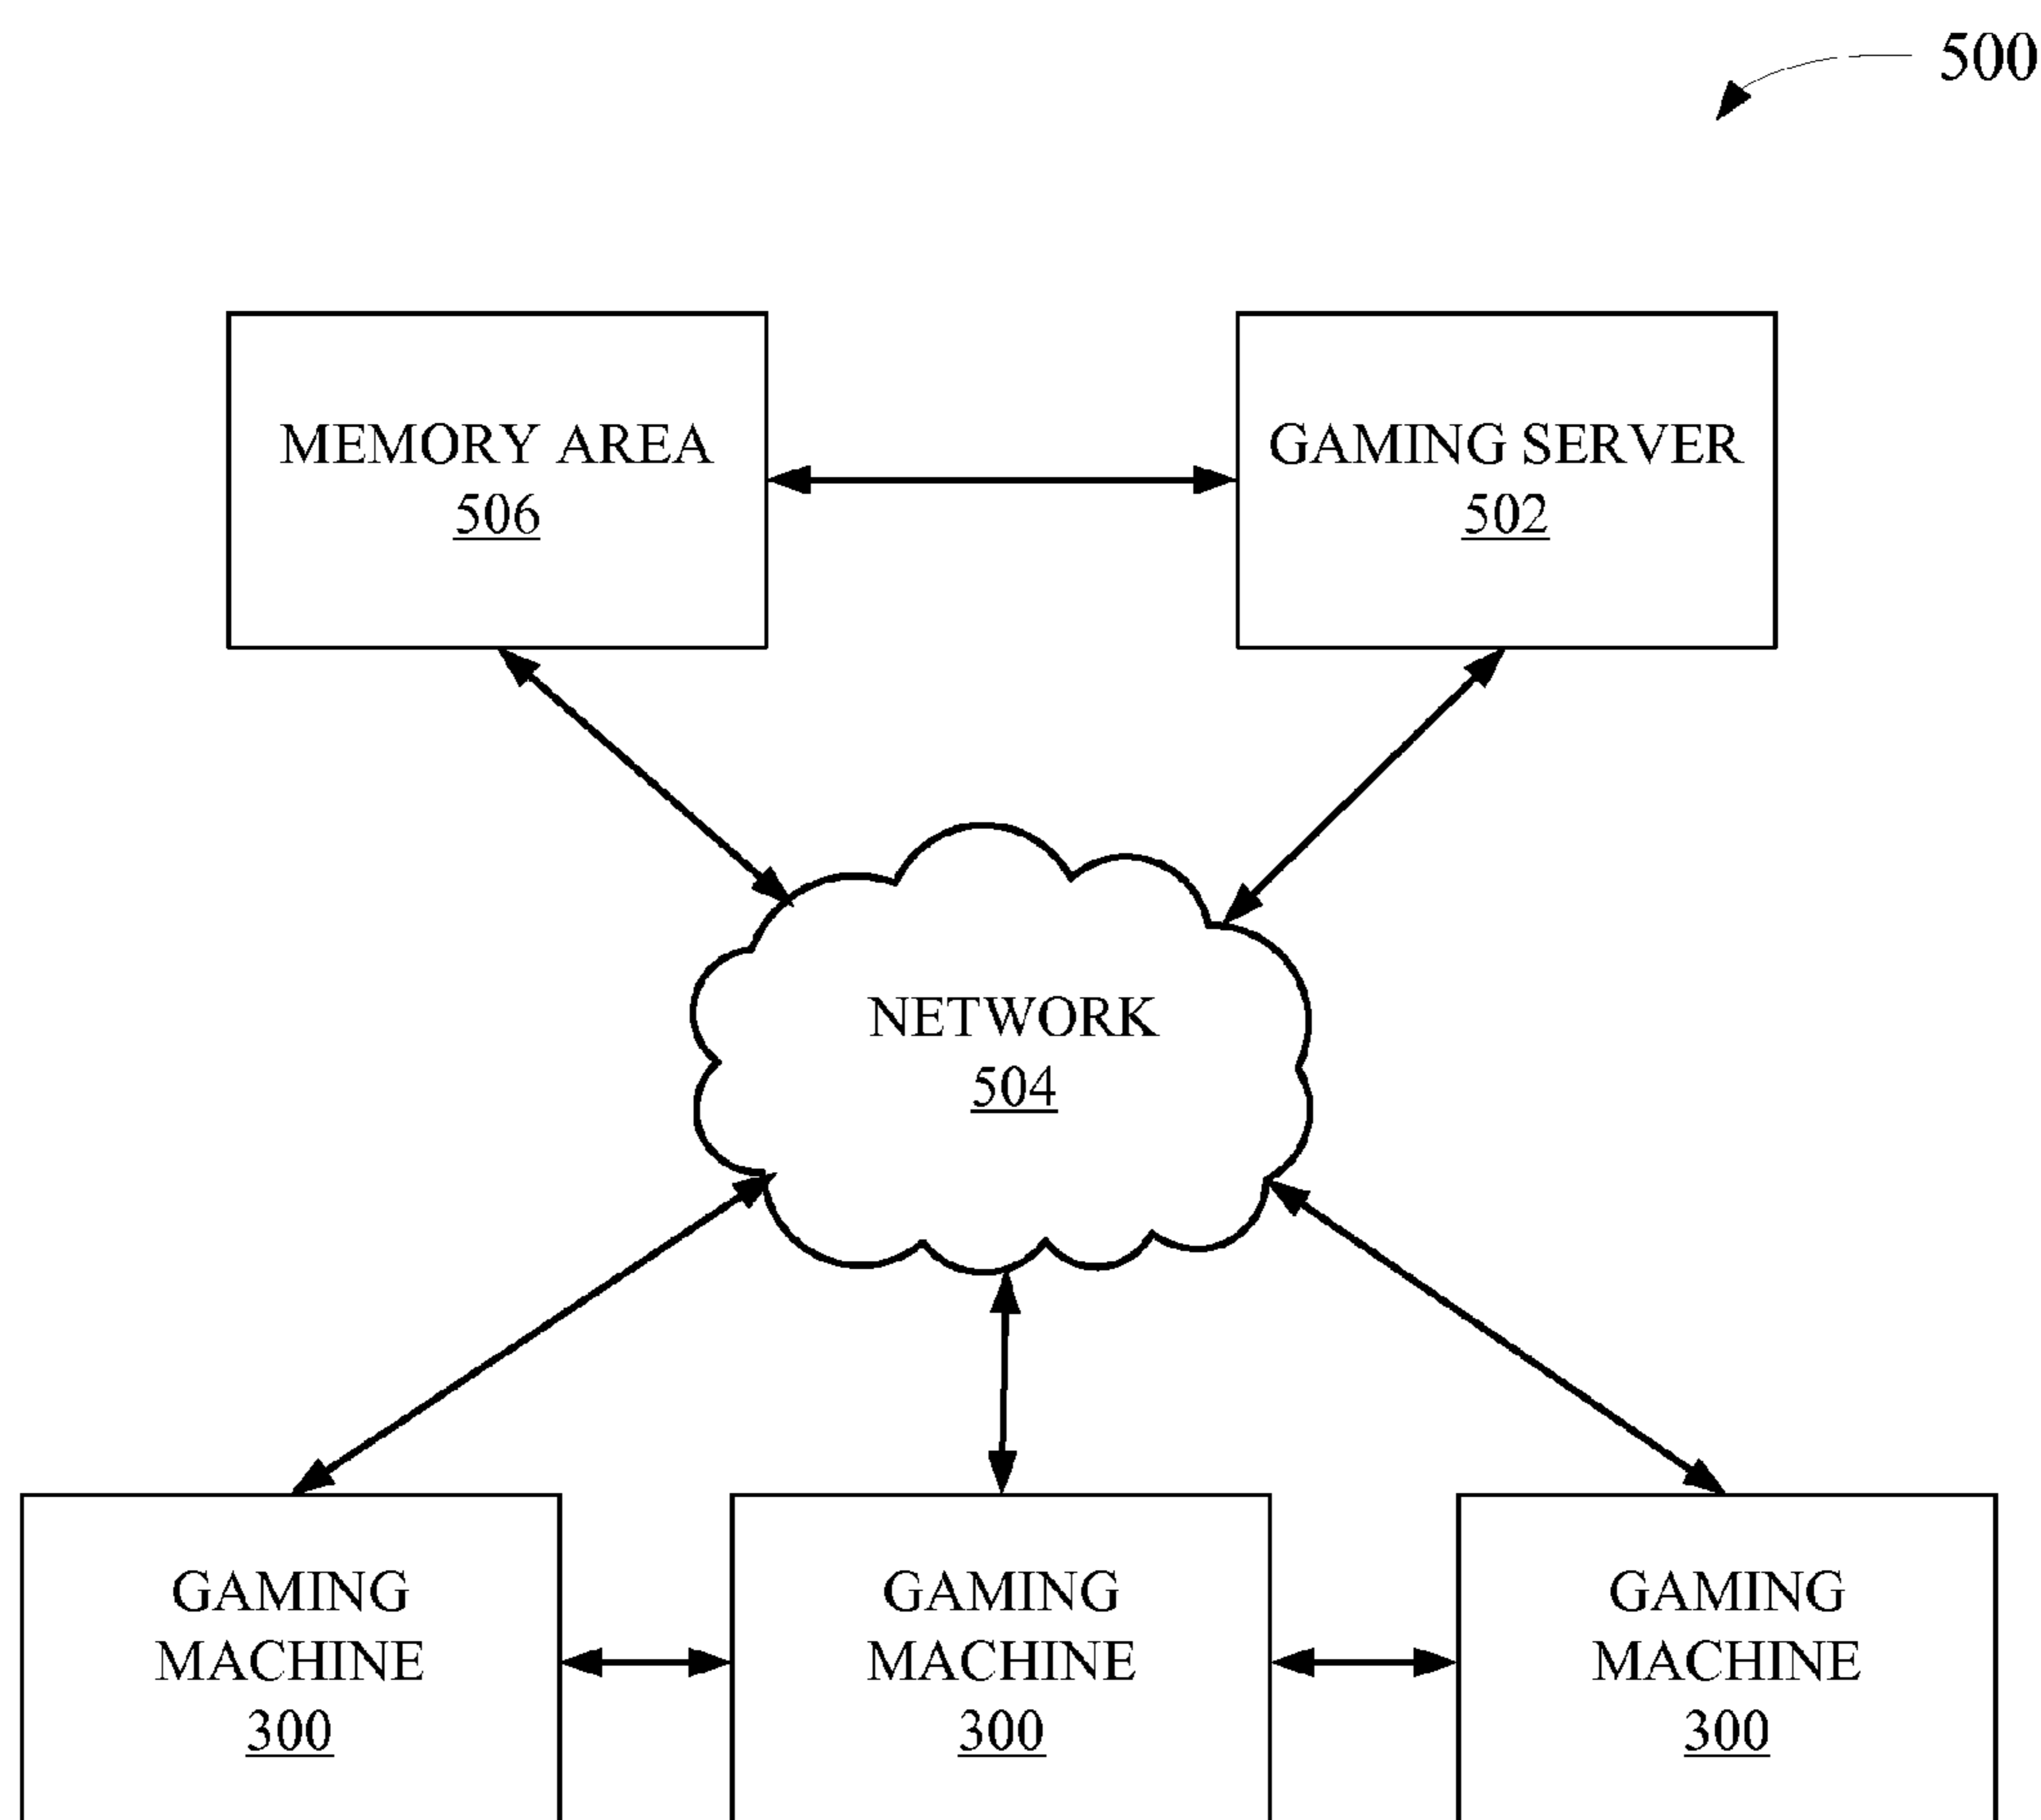 500
MEMORY AREA
506
GAMING SERVER
502
NETWORK
504
GAMING
MACHINE
300
GAMING
MACHINE
300
GAMING
MACHINE
300